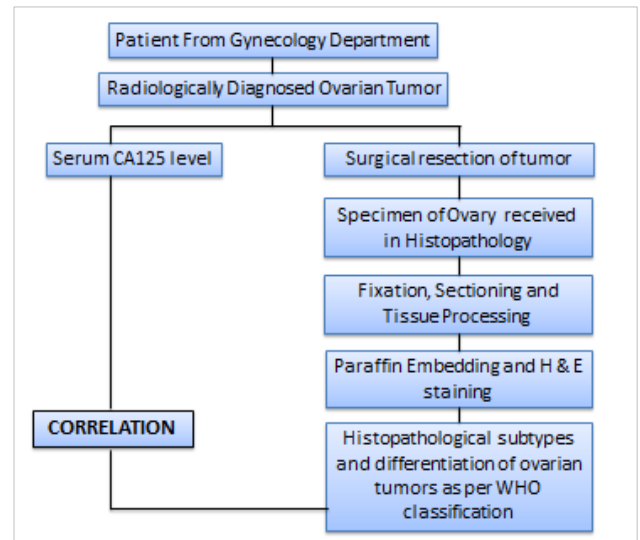 Patient From Gynecology Department
Radiologically Diagnosed Ovarian Tumor
Serum CA125 level
Surgical resection of tumor
Specimen of Ovary received
in Histopathology
Fixation, Sectioning and
Tissue Processing
Paraffin Embedding and H & E
staining
CORRELATION
Histopathological subtypes
and differentiation of ovarian
tumors as per WHO
classification